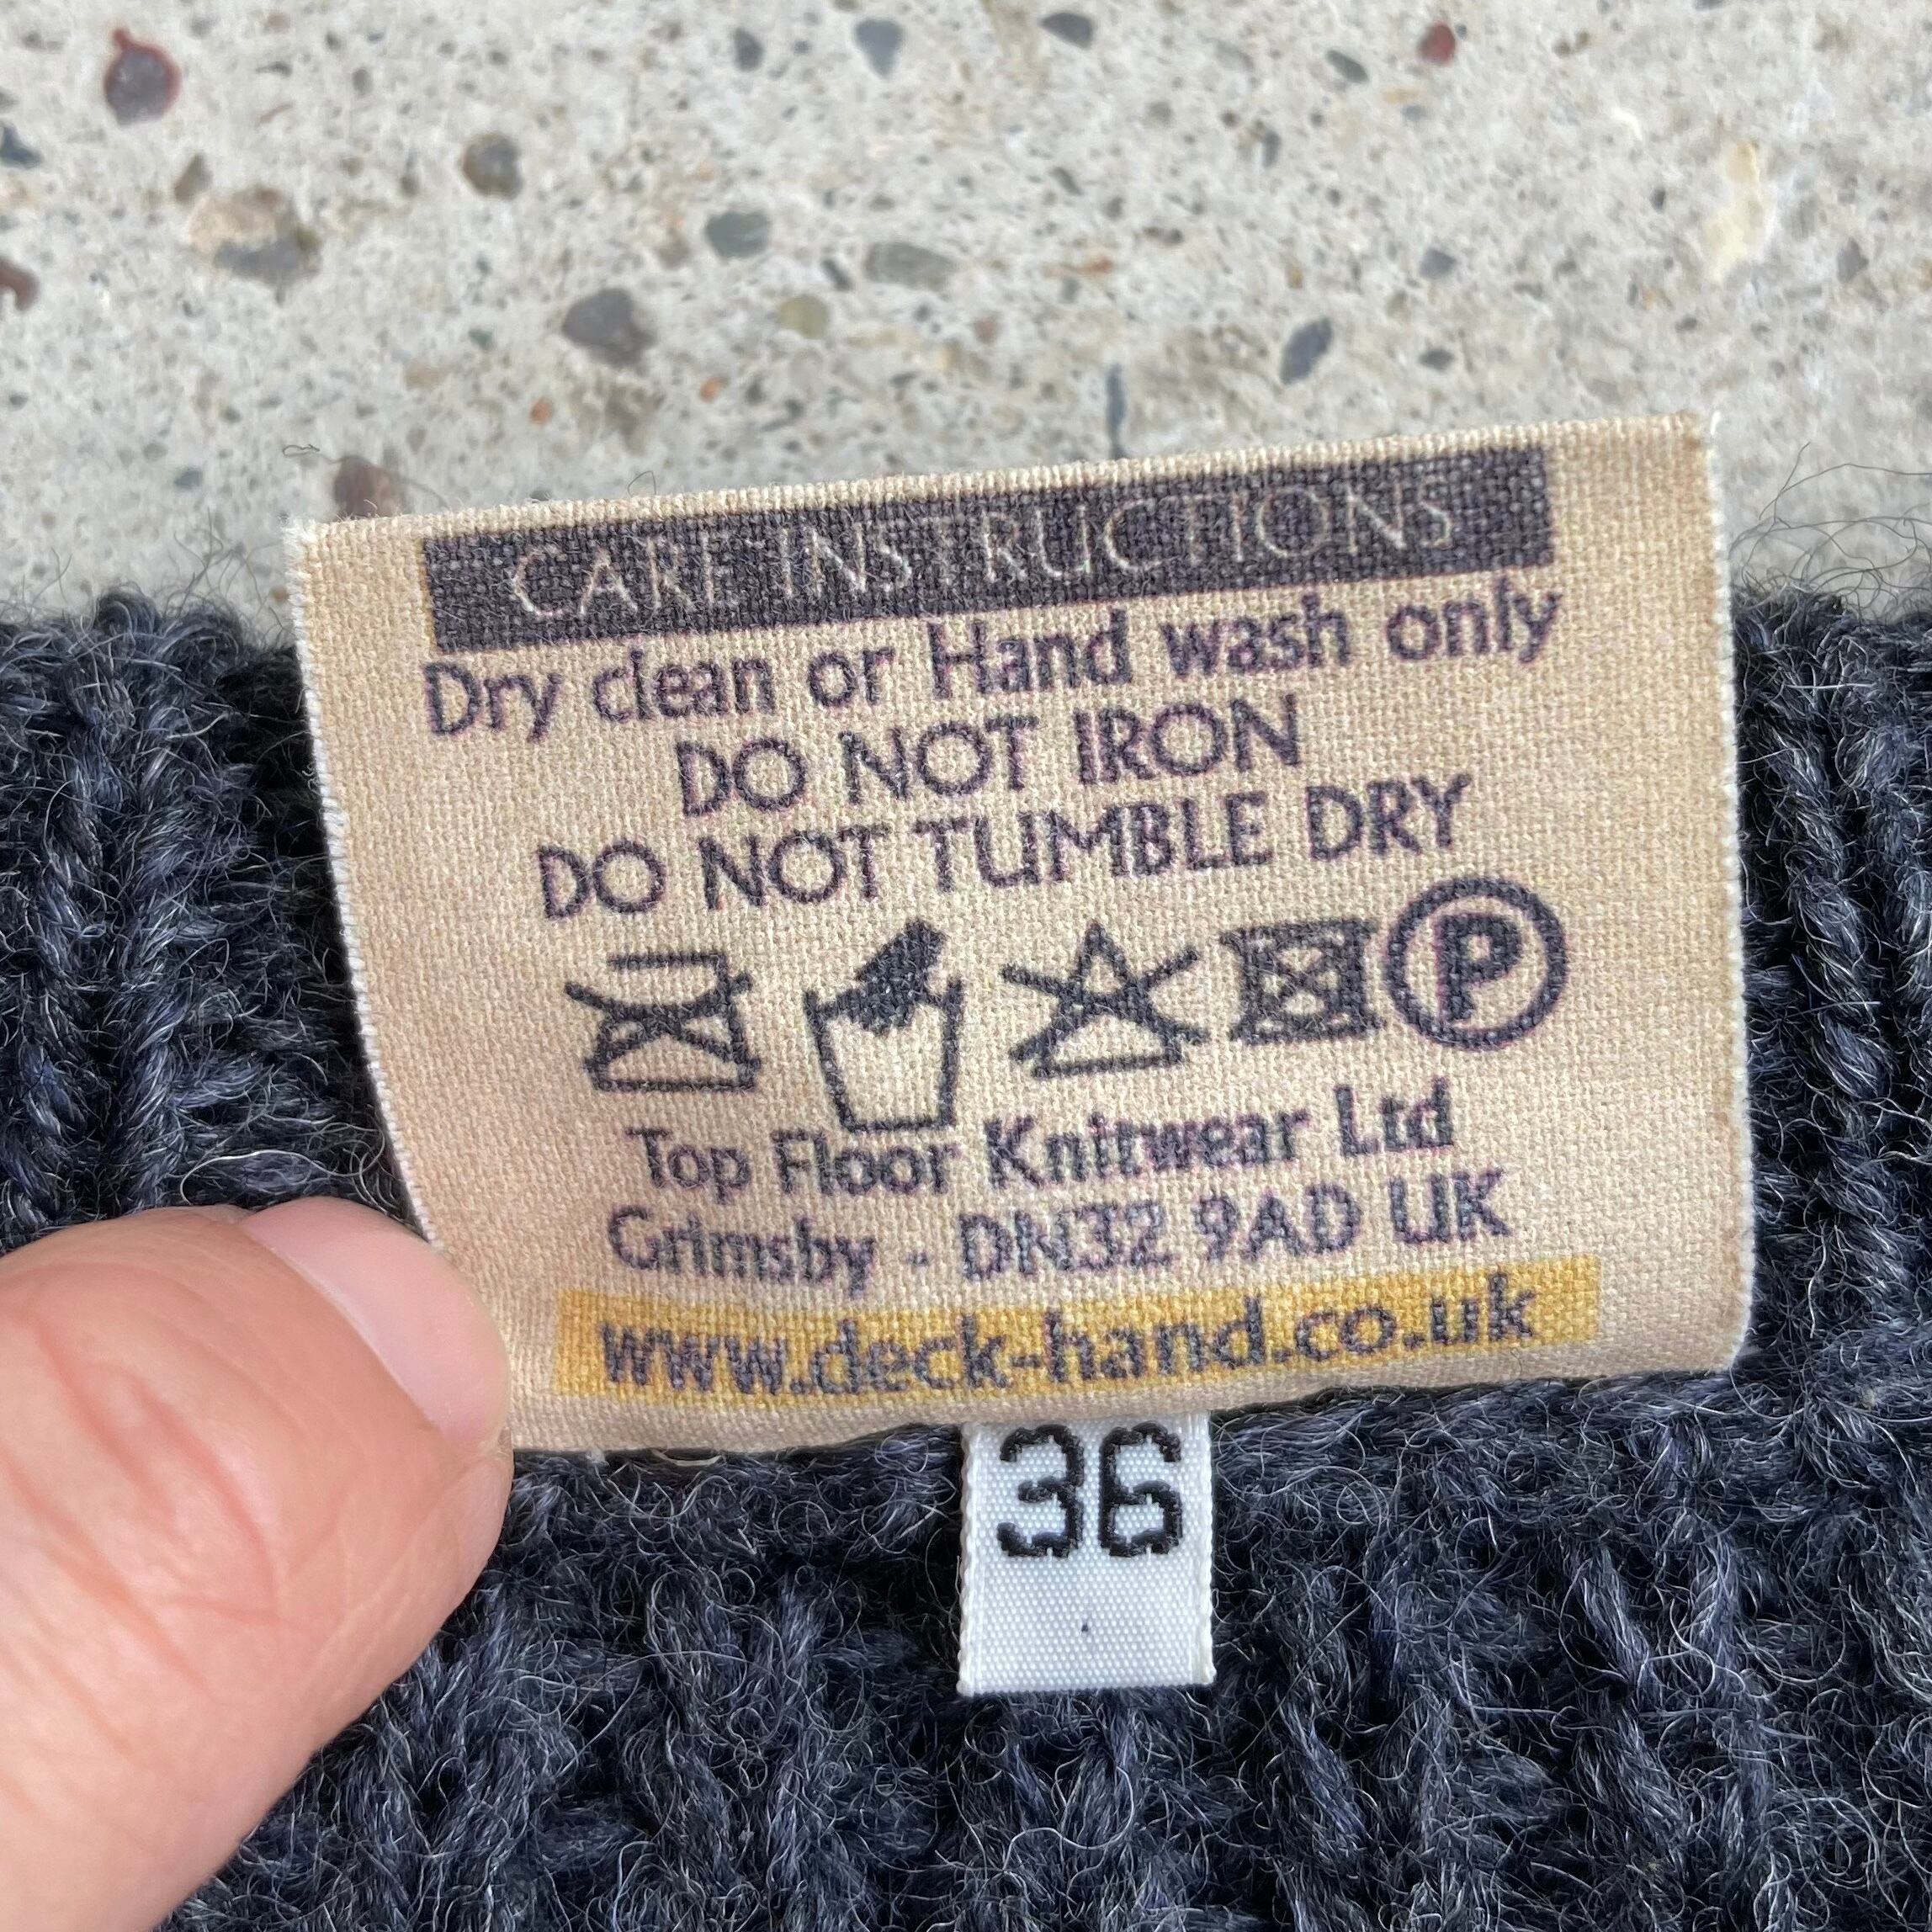 CARE INSTRUCTIONS
Dry clean or Hand wash only
DO NOT IRON
DO NOT TUMBLE DRY
P
Top Floor Knitwear Ltd
Grimsby - DN32 9AD UK
www.deck-hand.co.uk
36